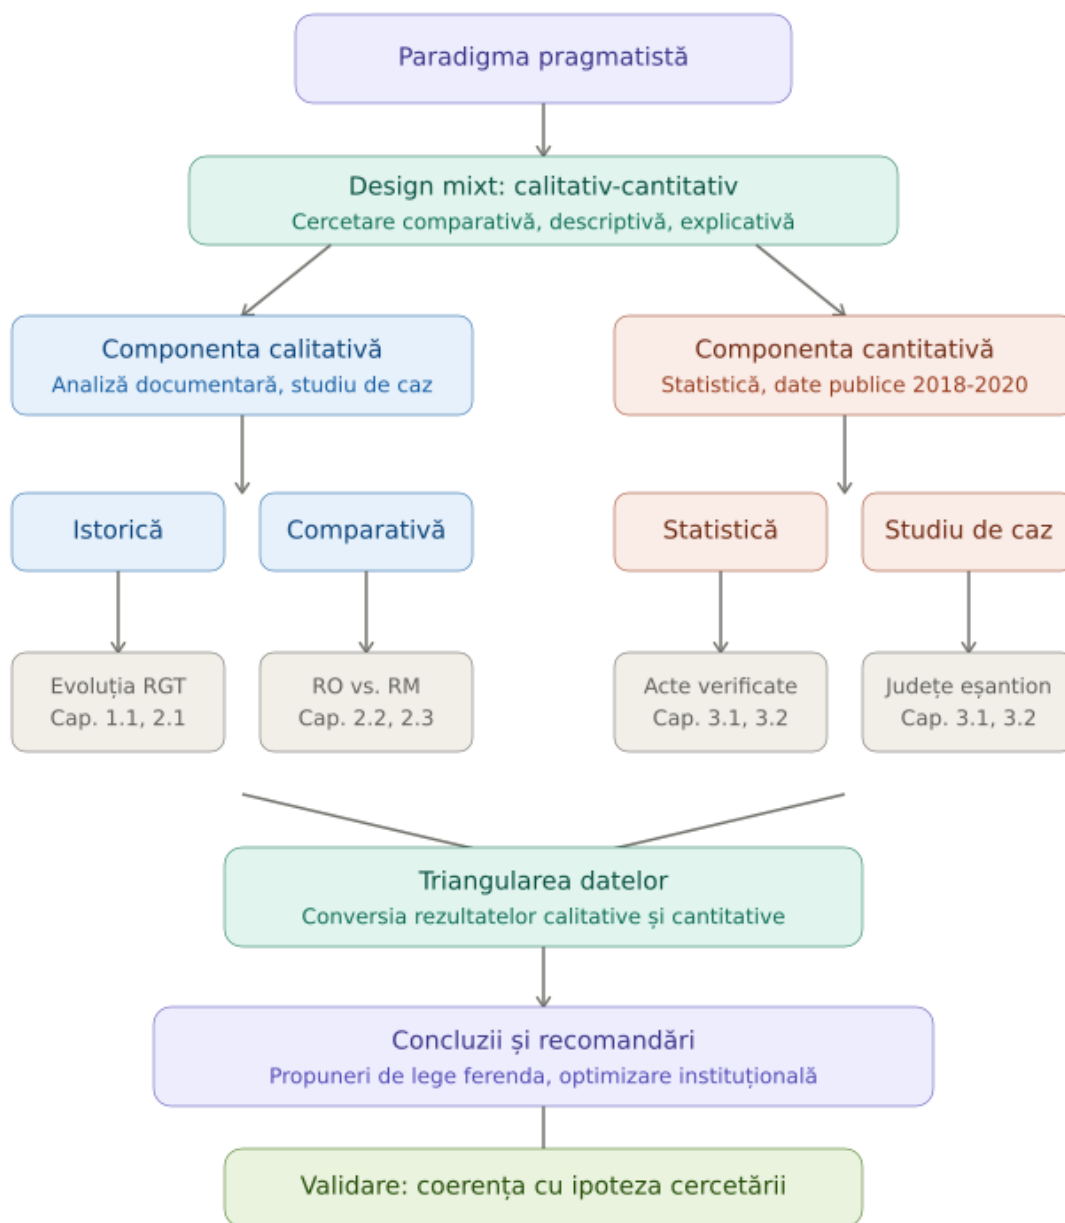 Paradigma pragmatistă
Design mixt: calitativ-cantitativ
Cercetare comparativă, descriptivă, explicativă
Componenta calitativă
Analiză documentară, studiu de caz
Componenta cantitativă
Statistică, date publice 2018-2020
Istorică
Comparativă
Statistică
Studiu de caz
Evoluția RGT
Cap. 1.1, 2.1
RO vs. RM
Cap. 2.2, 2.3
Acte verificate
Cap. 3.1, 3.2
Județe eșantion
Cap. 3.1, 3.2
Triangularea datelor
Conversia rezultatelor calitative și cantitative
Concluzii și recomandări
Propuneri de lege ferenda, optimizare instituțională
Validare: coerența cu ipoteza cercetării